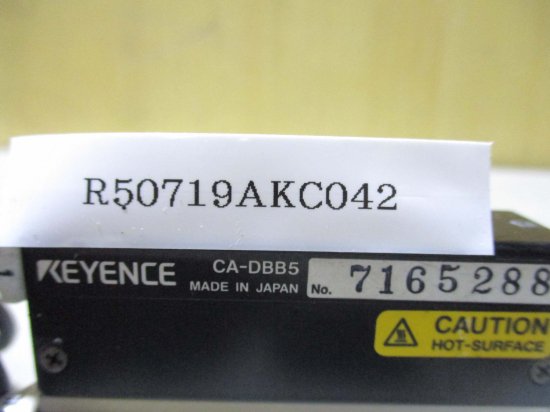 R50719AKC042
KEYENCE CA-DBB5
MADE IN JAPAN No. 7165288
CAUTION
HOT-SURFACE